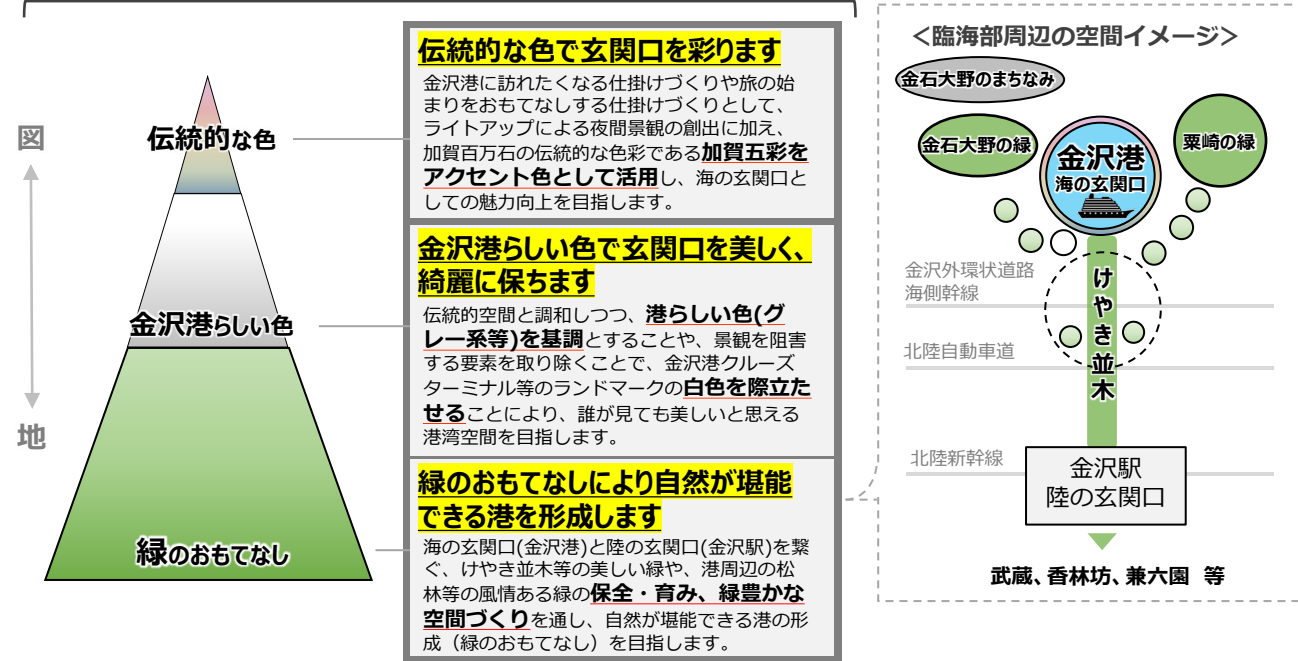 図
地
伝統的な色
金沢港らしい色
緑のおもてなし
伝統的な色で玄関口を彩ります
金沢港に訪れたくなる仕掛けづくりや旅の始
まりをおもてなしする仕掛けづくりとして、
ライトアップによる夜間景観の創出に加え、
加賀百万石の伝統的な色彩である加賀五彩を
アクセント色として活用し、海の玄関口と
しての魅力向上を目指します。
金沢港らしい色で玄関口を美しく、
綺麗に保ちます
伝統的空間と調和しつつ、港らしい色(グ
レー系等)を基調とすることや、景観を阻害
する要素を取り除くことで、金沢港クルーズ
ターミナル等のランドマークの白色を際立た
せることにより、誰が見ても美しいと思える
港湾空間を目指します。
緑のおもてなしにより自然が堪能
できる港を形成します
海の玄関口(金沢港)と陸の玄関口(金沢駅)を繋
ぐ、けやき並木等の美しい緑や、港周辺の松
林等の風情ある緑の保全・育み、緑豊かな
空間づくりを通し、自然が堪能できる港の形
成（緑のおもてなし）を目指します。
＜臨海部周辺の空間イメージ＞
金石大野のまちなみ
金石大野の緑
金沢港
海の玄関口
粟崎の緑
金沢外環状道路
海側幹線
けやき並木
北陸自動車道
北陸新幹線
金沢駅
陸の玄関口
武蔵、香林坊、兼六園 等